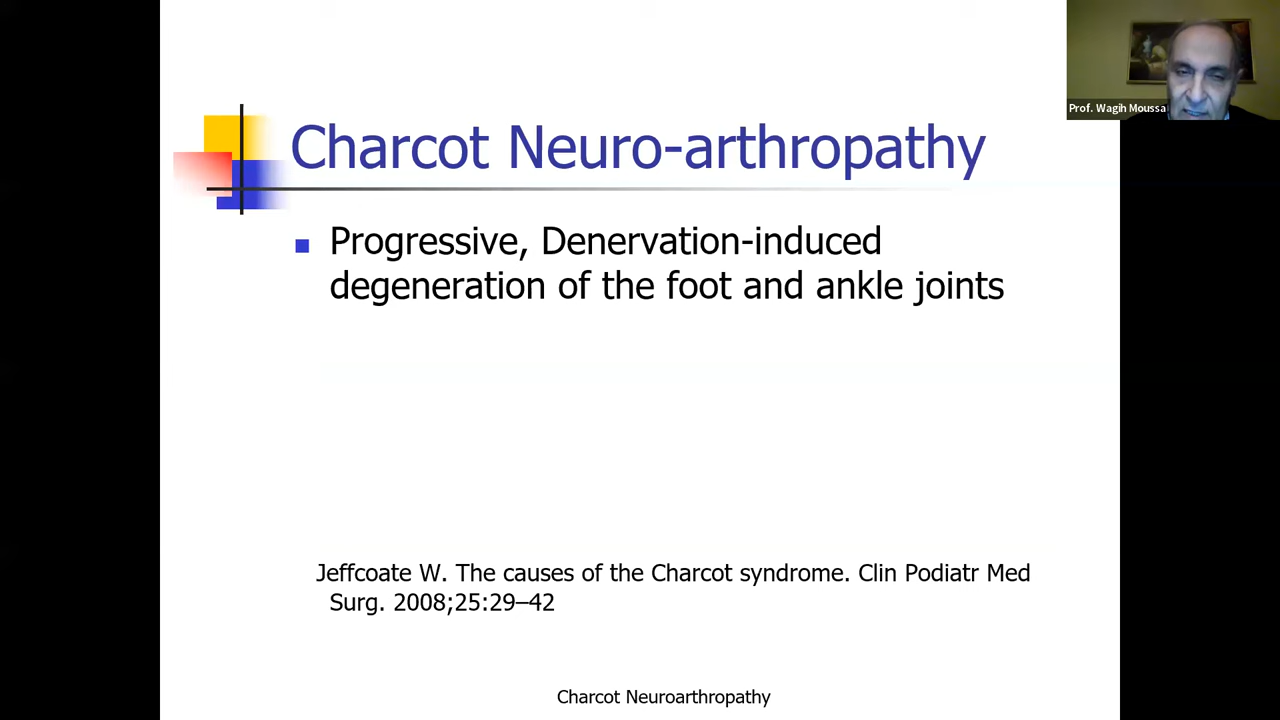 Prof. Wagih Moussa
Charcot Neuro-arthropathy
Progressive, Denervation-induced
degeneration of the foot and ankle joints
Jeffcoate W. The causes of the Charcot syndrome. Clin Podiatr Med
Surg. 2008;25:29–42
Charcot Neuroarthropathy